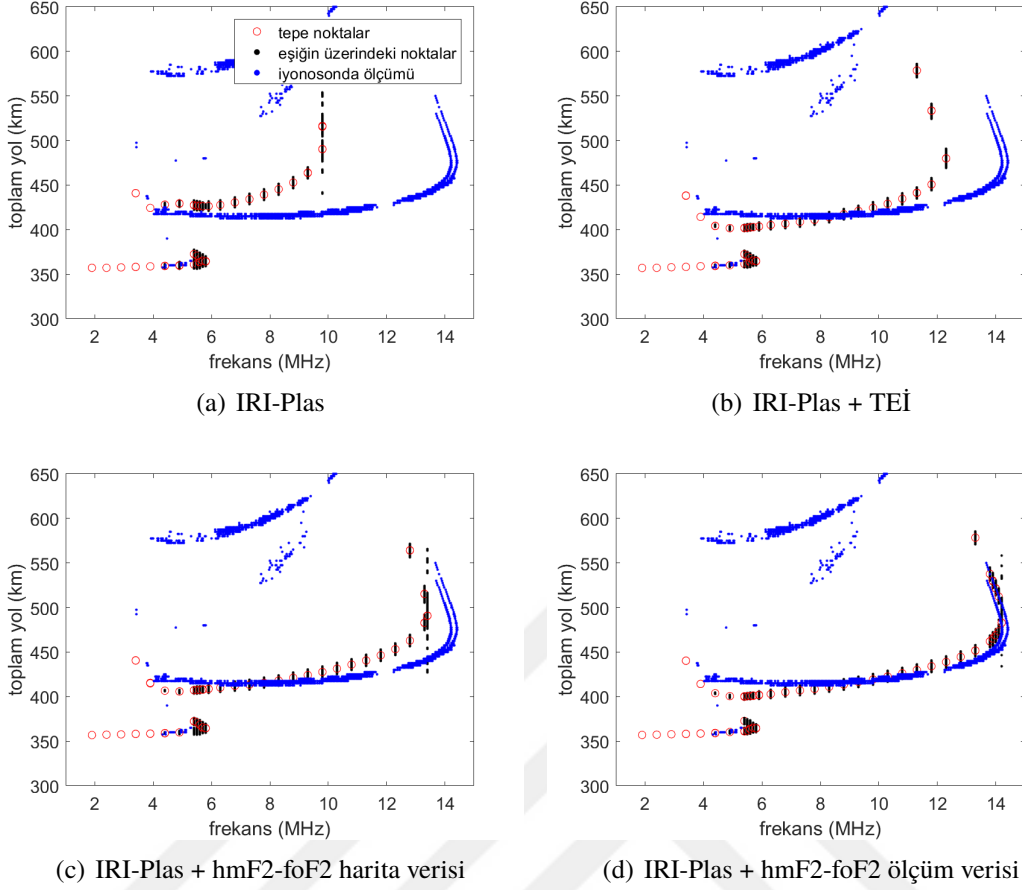 650
600
550
500
450
400
350
300
toplam yol (km)
2 4 6 8 10 12 14
frekans (MHz)
tepe noktalar
eşiğin üzerindeki noktalar
iyonosonda ölçümü
(a) IRI-Plas
650
600
550
500
450
400
350
300
toplam yol (km)
2 4 6 8 10 12 14
frekans (MHz)
(b) IRI-Plas + TEİ
650
600
550
500
450
400
350
300
toplam yol (km)
2 4 6 8 10 12 14
frekans (MHz)
(c) IRI-Plas + hmF2-foF2 harita verisi
650
600
550
500
450
400
350
300
toplam yol (km)
2 4 6 8 10 12 14
frekans (MHz)
(d) IRI-Plas + hmF2-foF2 ölçüm verisi